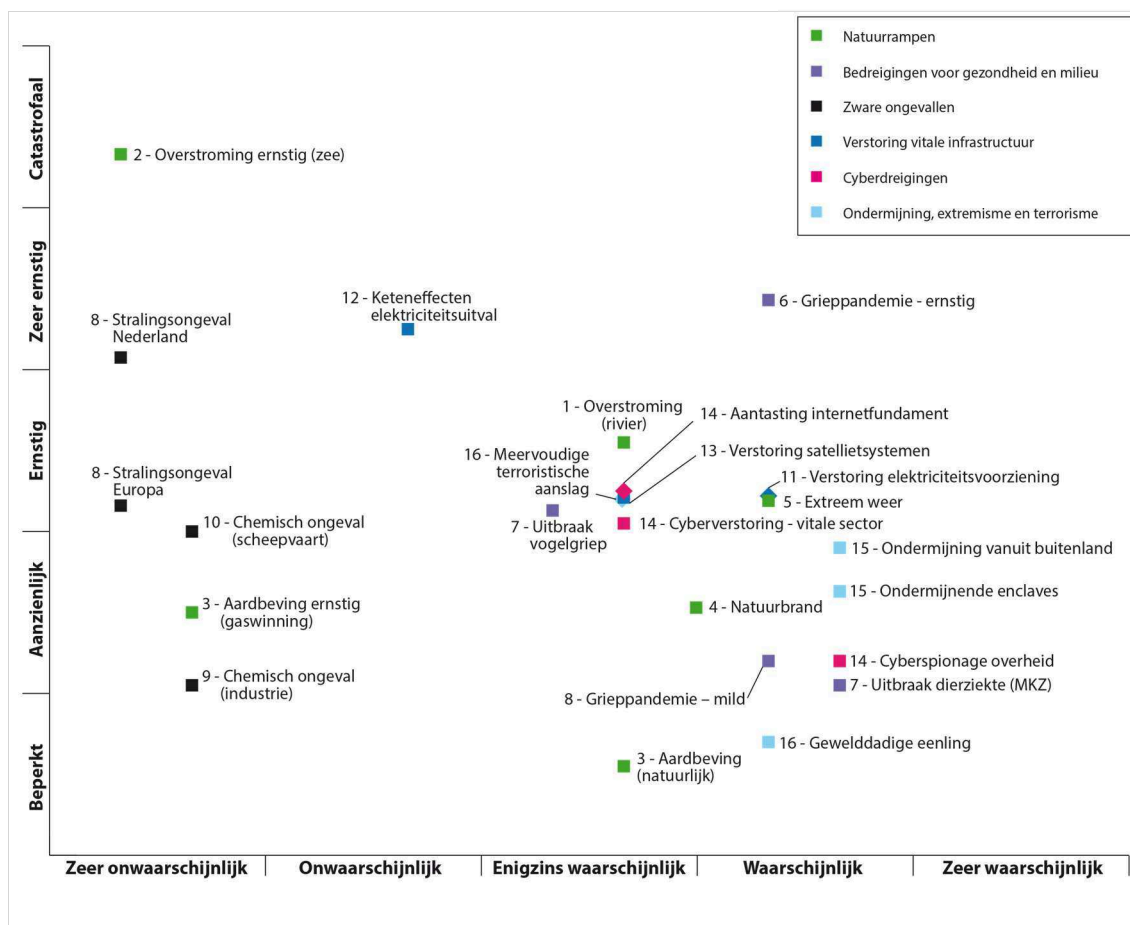 Natuurrampen
Bedreigingen voor gezondheid en milieu
Zware ongevallen
Verstoring vitale infrastructuur
Cyberdreigingen
Ondermijning, extremisme en terrorisme
Catastrofaal
Zeer ernstig
Ernstig
Aanzienlijk
Beperkt
2 - Overstroming ernstig (zee)
12 - Keteneffecten
elektriciteitsuitval
6 - Grieppandemie - ernstig
8 - Stralingsongeval
Nederland
1 - Overstroming
(rivier)
14 - Aantasting internetfundament
16 - Meervoudige
terroristische
aanslag
13 - Verstoring satellietsystemen
8 - Stralingsongeval
Europa
11 - Verstoring elektriciteitsvoorziening
5 - Extreem weer
10 - Chemisch ongeval
(scheepvaart)
7 - Uitbraak
vogelgriep
14 - Cyberverstoring - vitale sector
15 - Ondermijning vanuit buitenland
15 - Ondermijnende enclaves
3 - Aardbeving ernstig
(gaswinning)
4 - Natuurbrand
14 - Cyberspionage overheid
9 - Chemisch ongeval
(industrie)
8 - Grieppandemie – mild
7 - Uitbraak dierziekte (MKZ)
16 - Gewelddadige eenling
3 - Aardbeving
(natuurlijk)
Zeer onwaarschijnlijk
Onwaarschijnlijk
Enigzins waarschijnlijk
Waarschijnlijk
Zeer waarschijnlijk